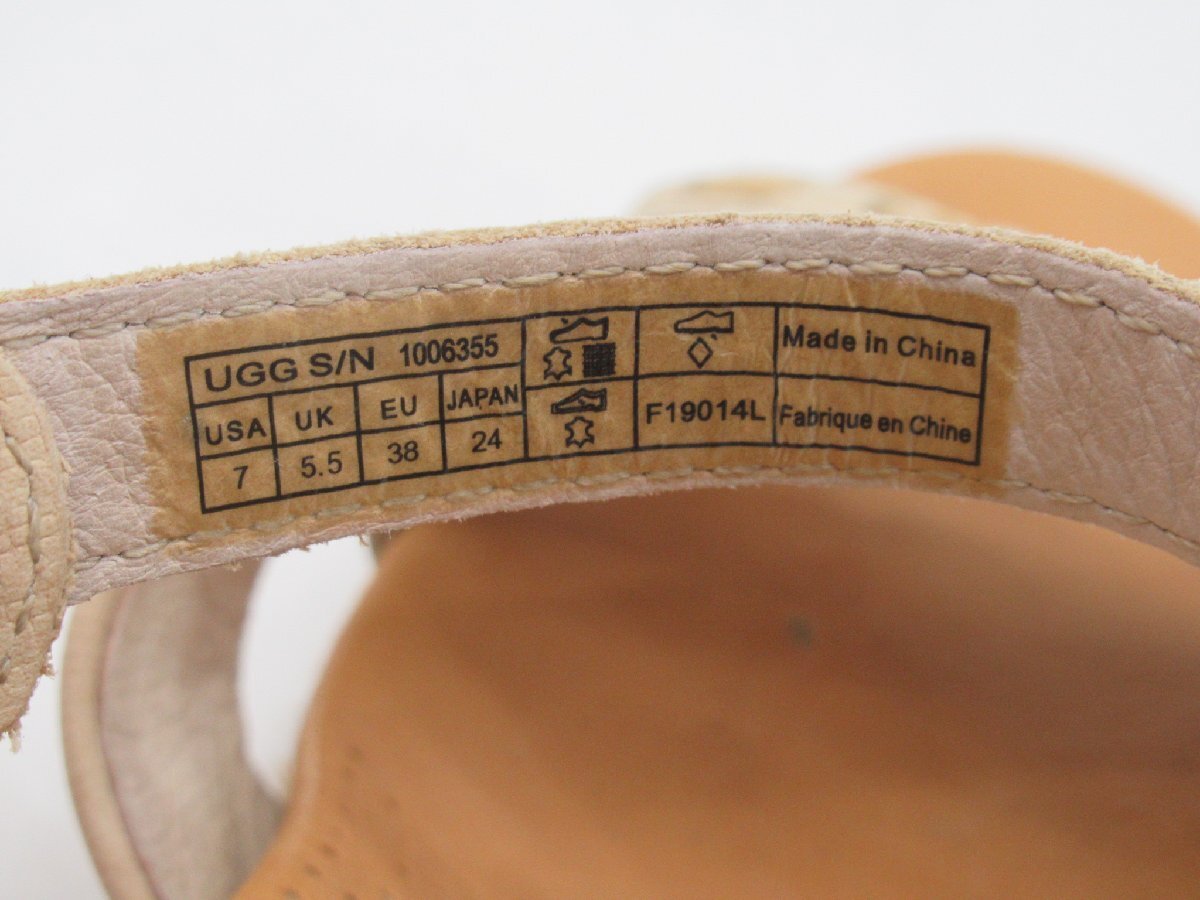 UGG S/N 1006355
USA UK EU JAPAN
7 5.5 38 24
F19014L
Made in China
Fabrique en Chine